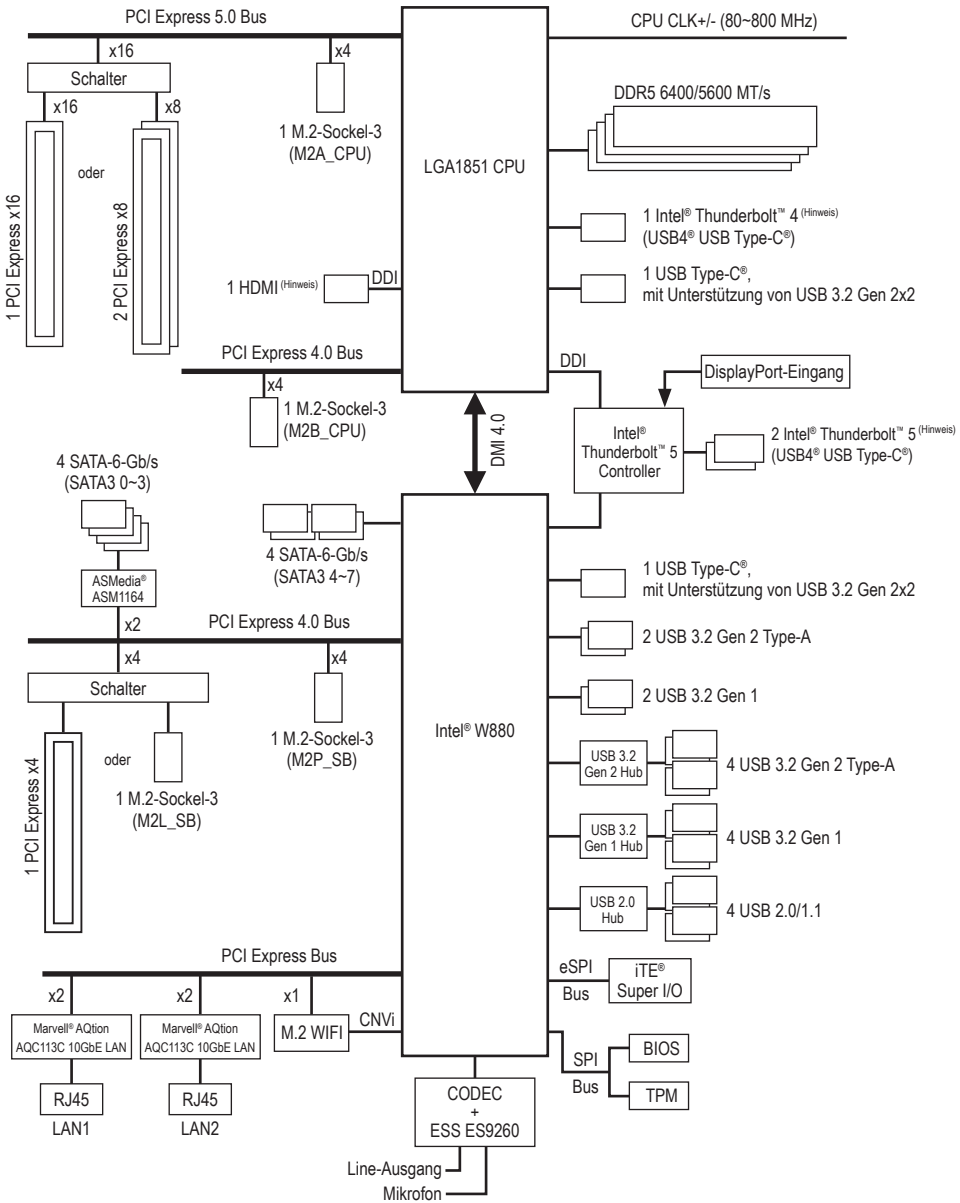 PCI Express 5.0 Bus
CPU CLK+/- (80~800 MHz)
x16
x4
Schalter
x16
x8
1 PCI Express x16
oder
2 PCI Express x8
1 M.2-Sockel-3
(M2A_CPU)
LGA1851 CPU
DDR5 6400/5600 MT/s
1 Intel® Thunderbolt™ 4 (Hinweis)
(USB4® USB Type-C®)
1 HDMI (Hinweis)
DDI
1 USB Type-C®,
mit Unterstützung von USB 3.2 Gen 2x2
PCI Express 4.0 Bus
x4
1 M.2-Sockel-3
(M2B_CPU)
DMI 4.0
DDI
DisplayPort-Eingang
Intel®
Thunderbolt™ 5
Controller
2 Intel® Thunderbolt™ 5 (Hinweis)
(USB4® USB Type-C®)
4 SATA-6-Gb/s
(SATA3 0~3)
ASMedia®
ASM1164
x2
4 SATA-6-Gb/s
(SATA3 4~7)
PCI Express 4.0 Bus
x4
x4
Schalter
1 PCI Express x4
oder
1 M.2-Sockel-3
(M2L_SB)
1 M.2-Sockel-3
(M2P_SB)
Intel® W880
1 USB Type-C®,
mit Unterstützung von USB 3.2 Gen 2x2
2 USB 3.2 Gen 2 Type-A
2 USB 3.2 Gen 1
USB 3.2
Gen 2 Hub
4 USB 3.2 Gen 2 Type-A
USB 3.2
Gen 1 Hub
4 USB 3.2 Gen 1
USB 2.0
Hub
4 USB 2.0/1.1
PCI Express Bus
x2
x2
x1
Marvell® AQtion
AQC113C 10GbE LAN
Marvell® AQtion
AQC113C 10GbE LAN
M.2 WIFI
CNVi
RJ45
LAN1
RJ45
LAN2
eSPI
Bus
iTE®
Super I/O
SPI
Bus
BIOS
TPM
CODEC
+
ESS ES9260
Line-Ausgang
Mikrofon